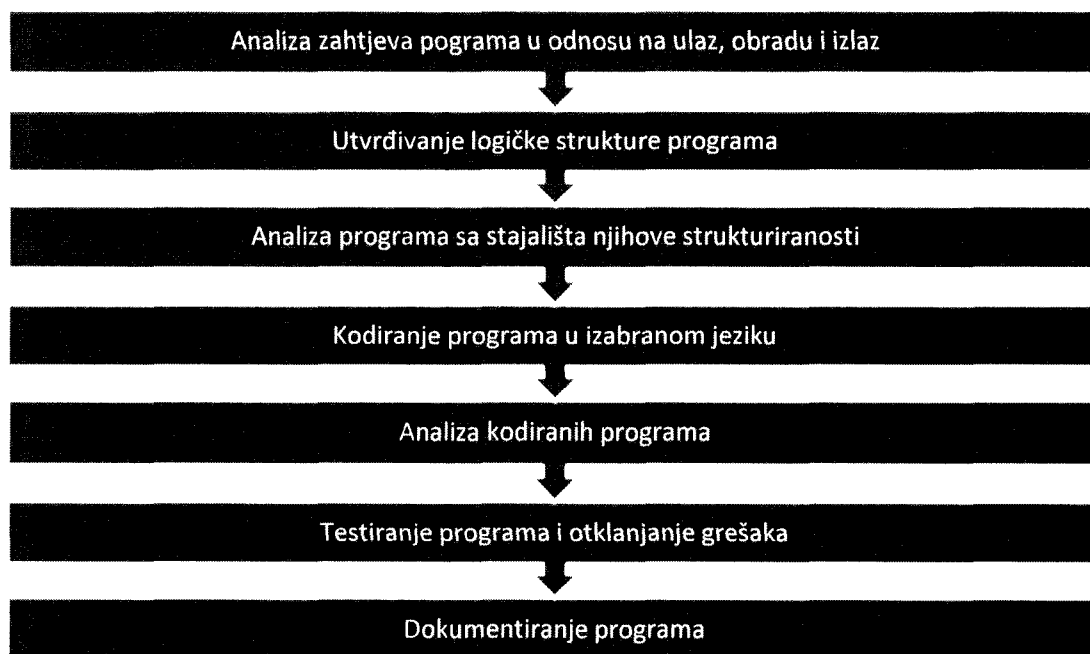 Analiza zahtjeva pograma u odnosu na ulaz, obradu i izlaz
Utvrđivanje logičke strukture programa
Analiza programa sa stajališta njihove strukturiranosti
Kodiranje programa u izabranom jeziku
Analiza kodiranih programa
Testiranje programa i otklanjanje grešaka
Dokumentiranje programa